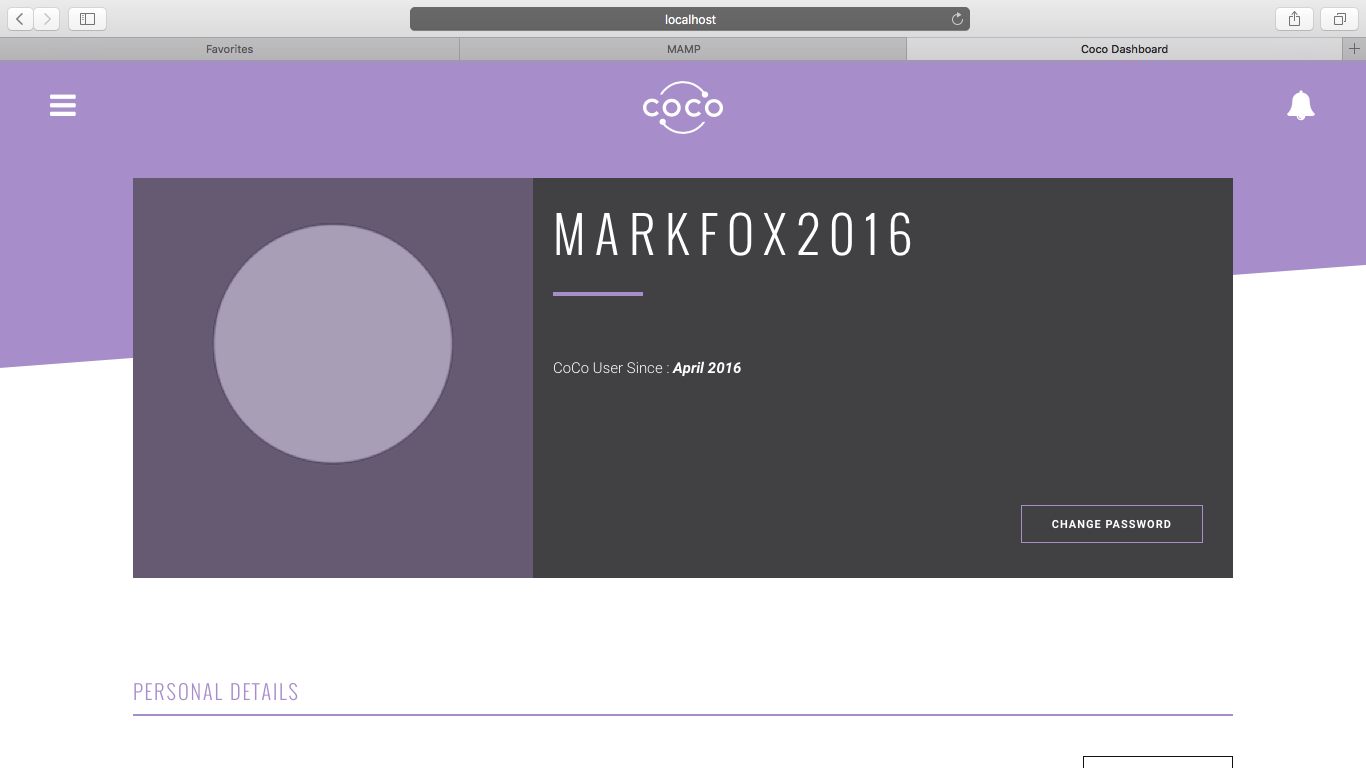 localhost
Favorites
MAMP
Coco Dashboard
COCO
MARKFOX2016
CoCo User Since : April 2016
CHANGE PASSWORD
PERSONAL DETAILS